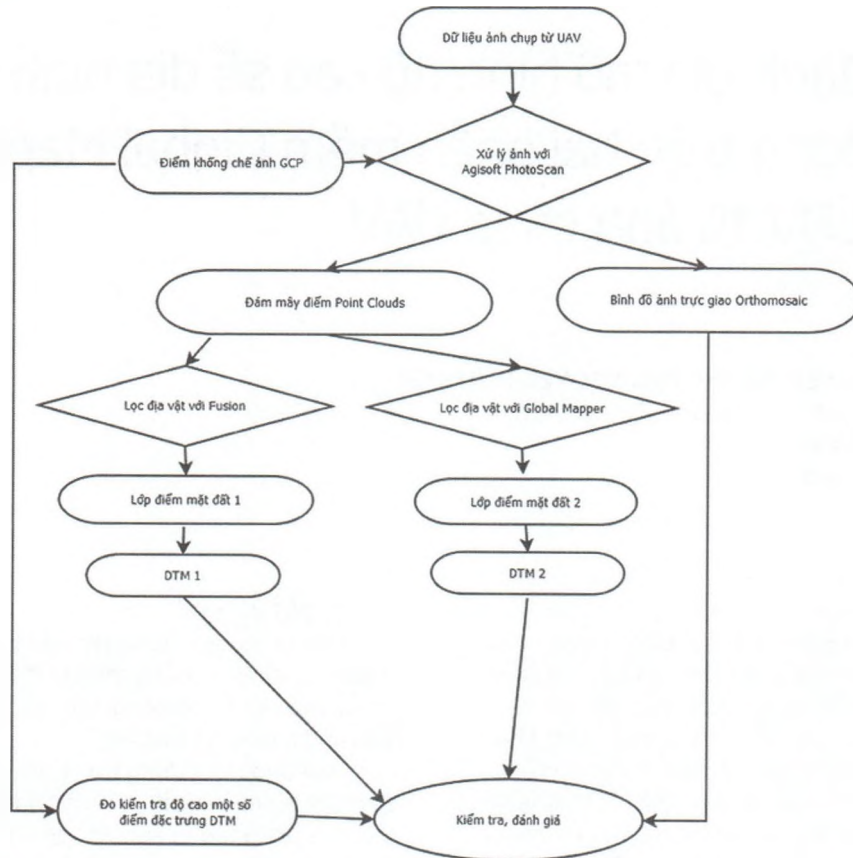 Dữ liệu ảnh chụp từ UAV
Điểm khống chế ảnh GCP
Xử lý ảnh với
Agisoft PhotoScan
Đám mây điểm Point Clouds
Bình đồ ảnh trực giao Orthomosaic
Lọc địa vật với Fusion
Lọc địa vật với Global Mapper
Lớp điểm mặt đất 1
Lớp điểm mặt đất 2
DTM 1
DTM 2
Đo kiểm tra độ cao một số
điểm đặc trưng DTM
Kiểm tra, đánh giá